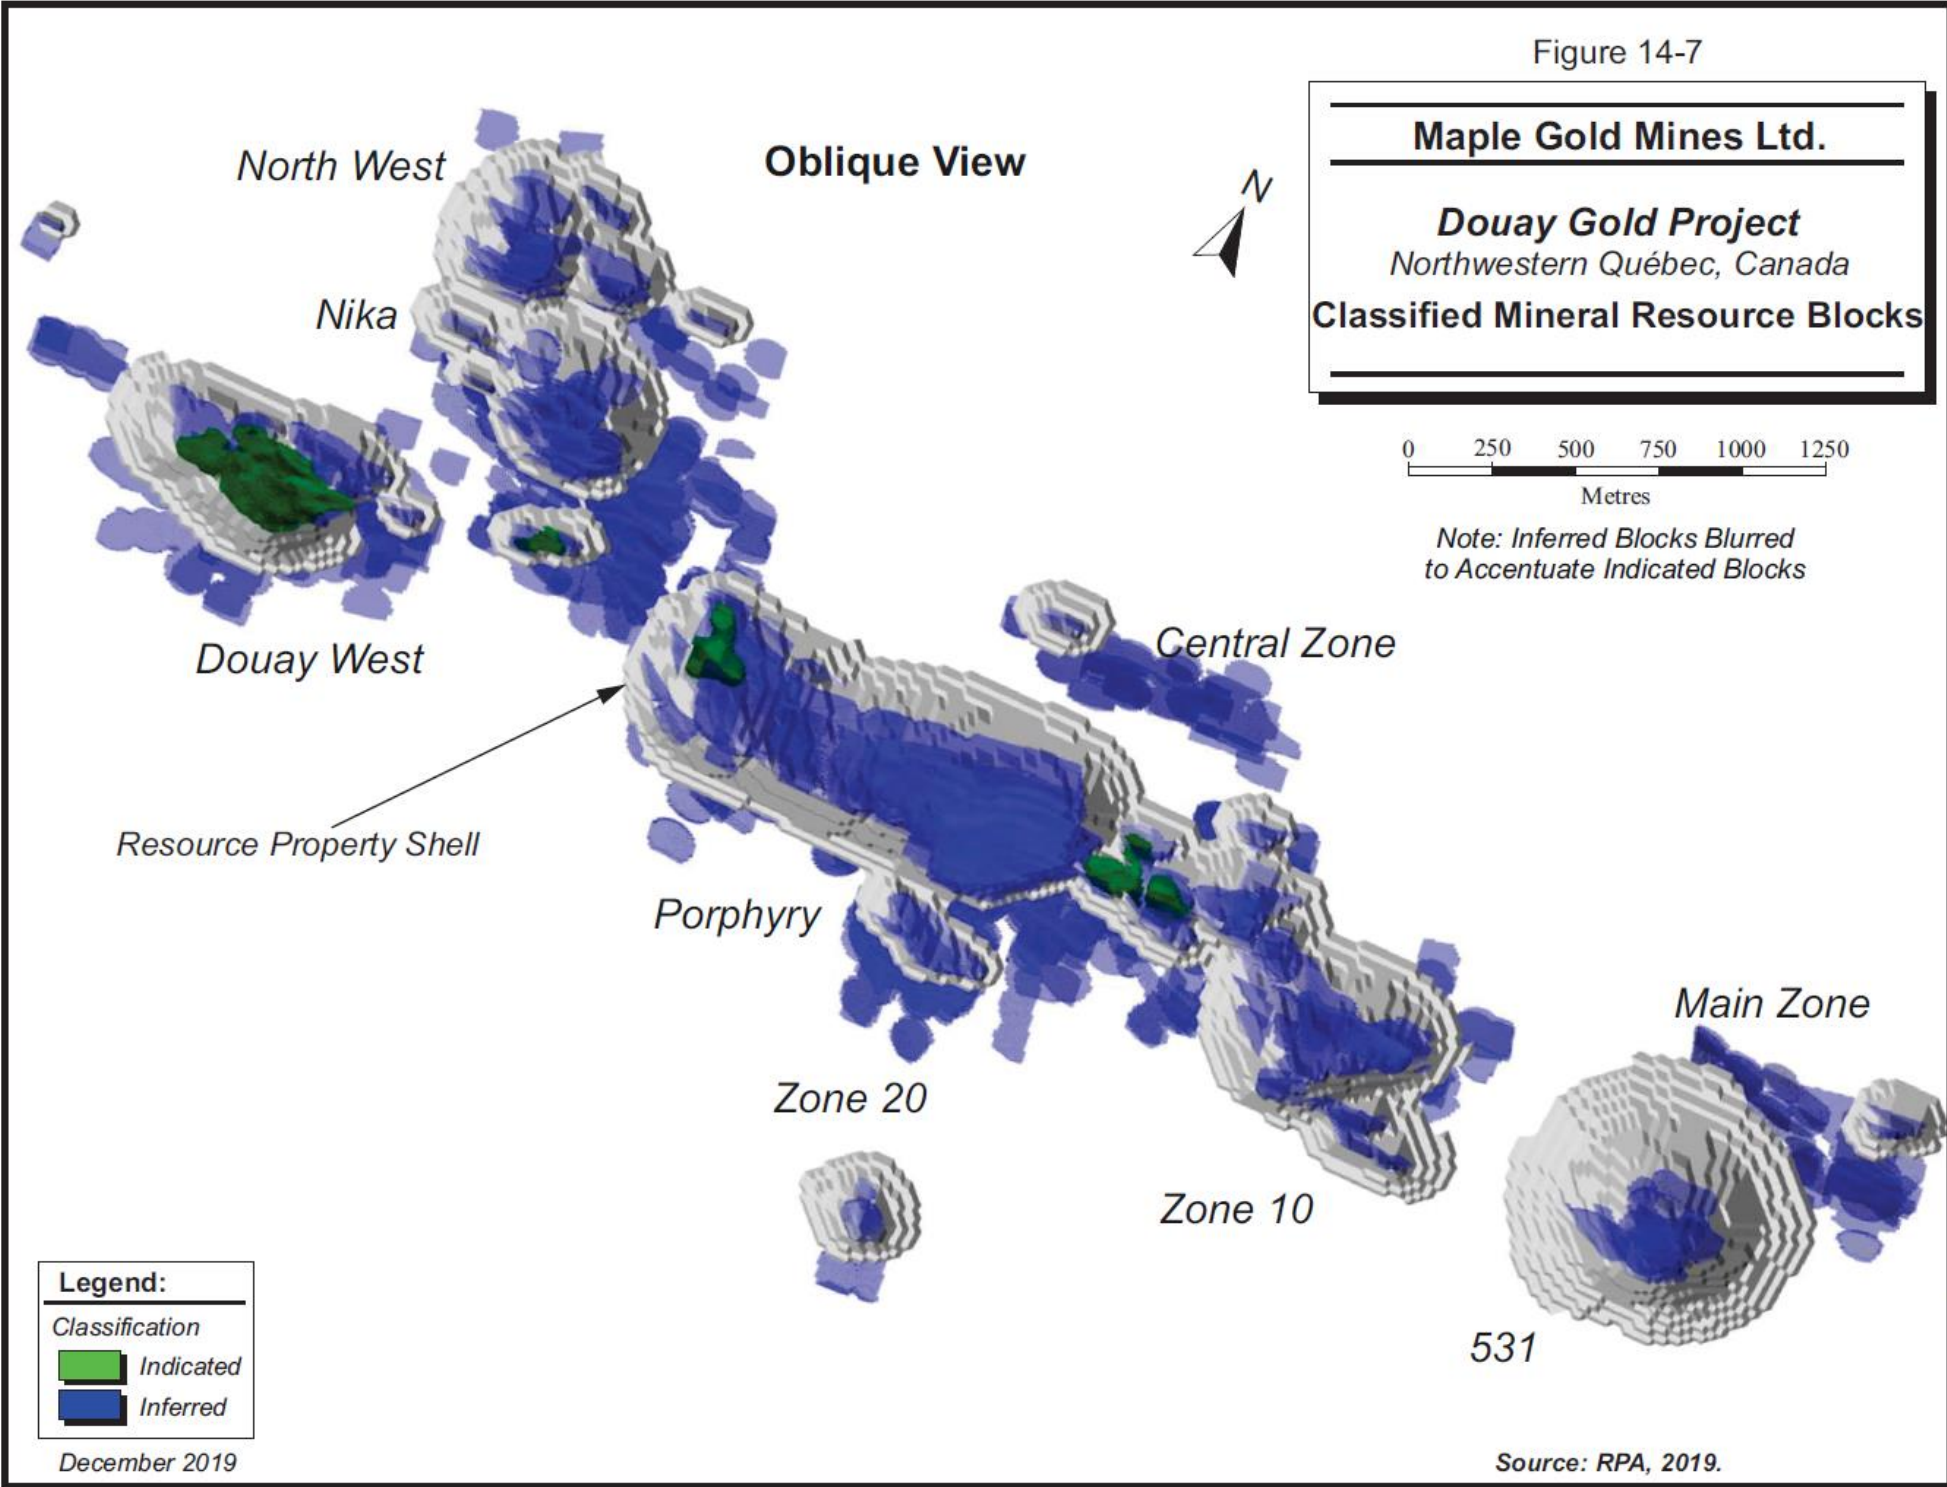 Figure 14-7
Maple Gold Mines Ltd.
Douay Gold Project
Northwestern Québec, Canada
Classified Mineral Resource Blocks
Oblique View
N
North West
Nika
0 250 500 750 1000 1250
Metres
Note: Inferred Blocks Blurred
to Accentuate Indicated Blocks
Douay West
Central Zone
Resource Property Shell
Porphyry
Main Zone
Zone 20
Zone 10
531
Legend:
Classification
Indicated
Inferred
December 2019
Source: RPA, 2019.